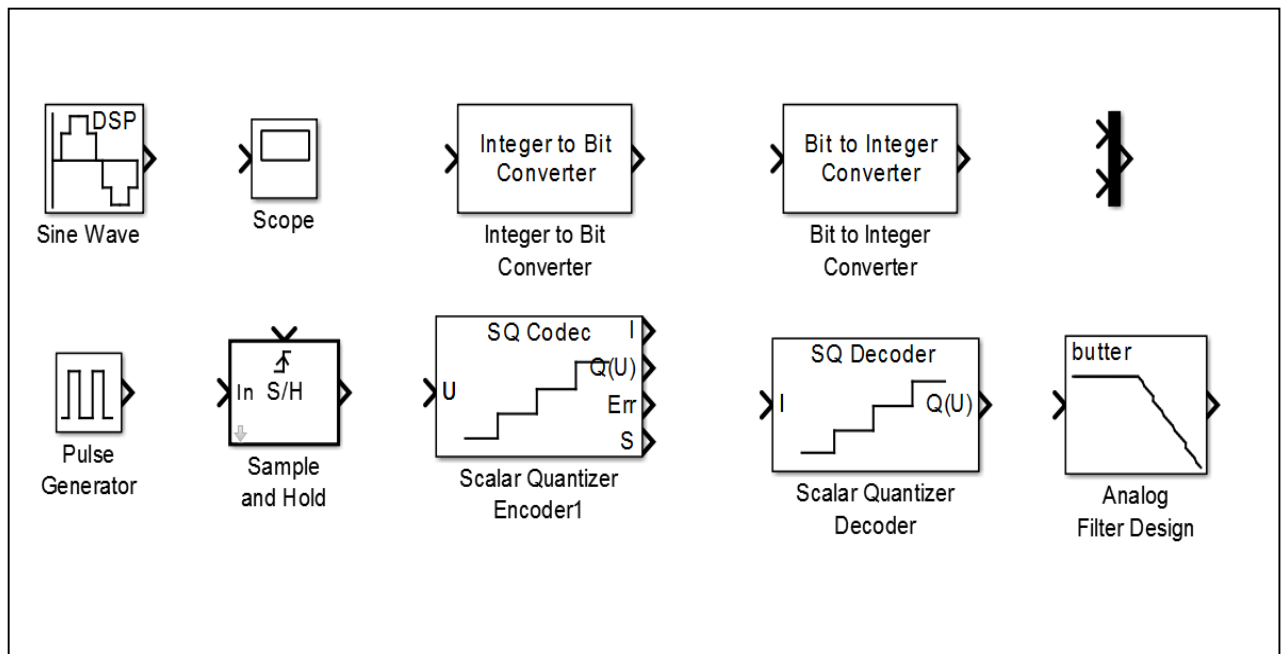 DSP
Sine Wave
Scope
Integer to Bit
Converter
Integer to Bit
Converter
Bit to Integer
Converter
Bit to Integer
Converter
Pulse
Generator
In S/H
Sample
and Hold
SQ Codec
U
I
Q(U)
Err
S
Scalar Quantizer
Encoder1
SQ Decoder
I
Q(U)
Scalar Quantizer
Decoder
butter
Analog
Filter Design